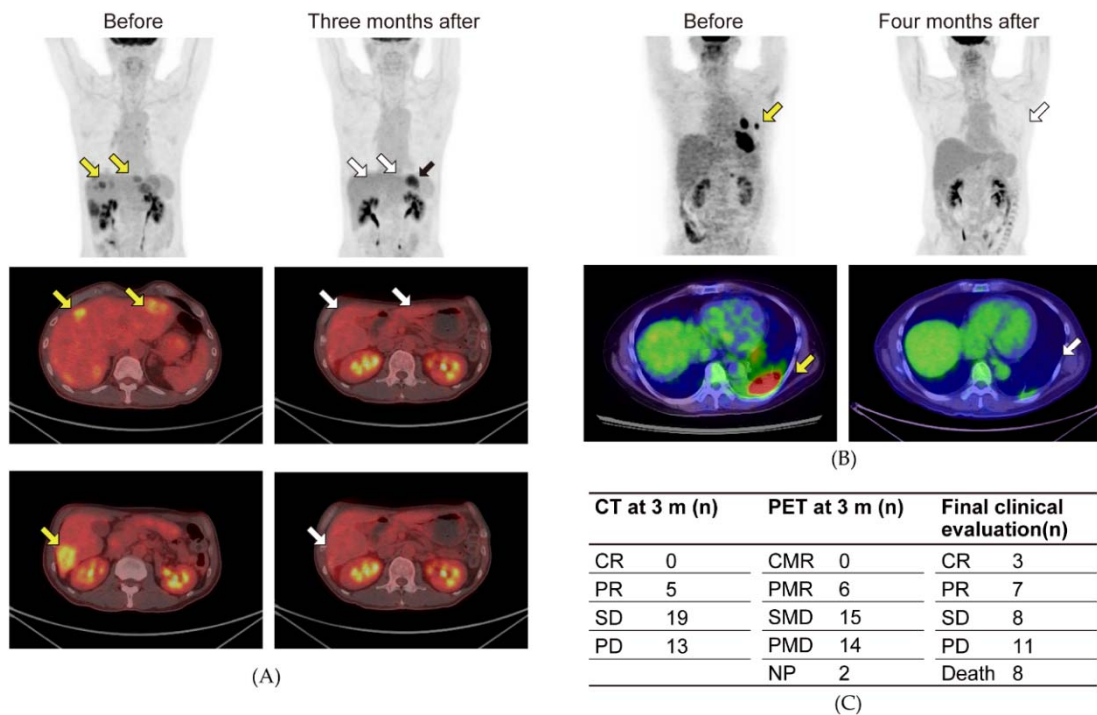 Before Three months after
Before Four months after
(A)
(B)
CT at 3 m (n) PET at 3 m (n) Final clinical evaluation(n)
CR 0 CMR 0 CR 3
PR 5 PMR 6 PR 7
SD 19 SMD 15 SD 8
PD 13 PMD 14 PD 11
NP 2 Death 8
(C)